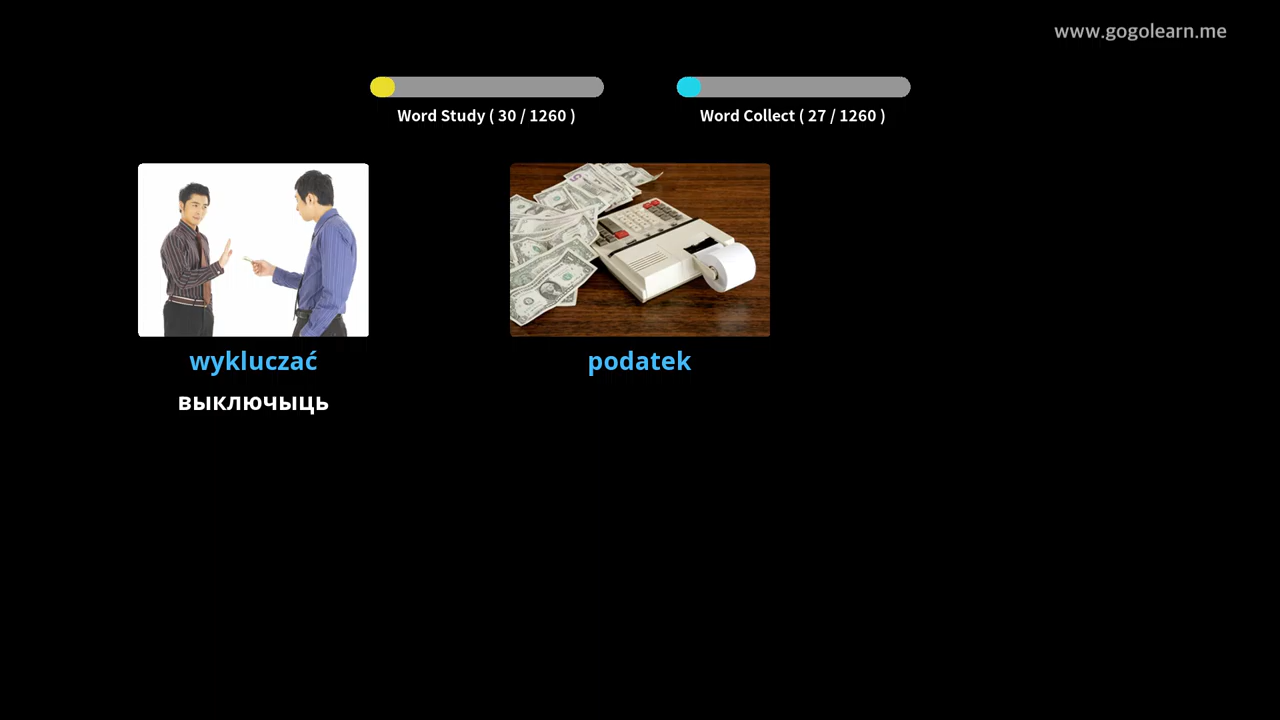 www.gogolearn.me
Word Study ( 30 / 1260 )
Word Collect ( 27 / 1260 )
wykluczać
podatek
выключыць